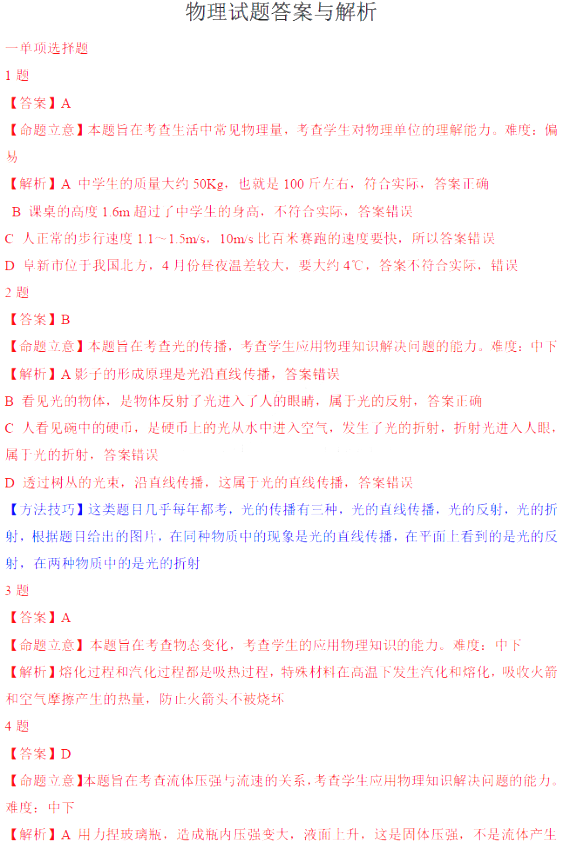 物理试题答案与解析
一单项选择题
1 题
【答案】A
【命题立意】本题旨在考查生活中常见物理量，考查学生对物理单位的理解能力。难度：偏
易
【解析】A 中学生的质量大约 50Kg，也就是 100 斤左右，符合实际，答案正确
B 课桌的高度 1.6m 超过了中学生的身高，不符合实际，答案错误
C 人正常的步行速度 1.1～1.5m/s，10m/s 比百米赛跑的速度要快，所以答案错误
D 阜新市位于我国北方，4 月份昼夜温差较大，要大约 4℃，答案不符合实际，错误
2 题
【答案】B
【命题立意】本题旨在考查光的传播，考查学生应用物理知识解决问题的能力。难度：中下
【解析】A 影子的形成原理是光沿直线传播，答案错误
B 看见光的物体，是物体反射了光进入了人的眼睛，属于光的反射，答案正确
C 人看见碗中的硬币，是硬币上的光从水中进入空气，发生了光的折射，折射光进入人眼，
属于光的折射，答案错误
D 透过树丛的光束，沿直线传播，这属于光的直线传播，答案错误
【方法技巧】这类题目几乎每年都考，光的传播有三种，光的直线传播，光的反射，光的折
射，根据题目给出的图片，在同种物质中的现象是光的直线传播，在平面上看到的是光的反
射，在两种物质中的是光的折射
3 题
【答案】A
【命题立意】本题旨在考查物态变化，考查学生的应用物理知识的能力。难度：中下
【解析】熔化过程和汽化过程都是吸热过程，特殊材料在高温下发生汽化和熔化，吸收火箭
和空气摩擦产生的热量，防止火箭头不被烧坏
4 题
【答案】D
【命题立意】本题旨在考查流体压强与流速的关系，考查学生应用物理知识解决问题的能力。
难度：中下
【解析】A 用力捏玻璃瓶，造成瓶内压强变大，液面上升，这是固体压强，不是流体产生